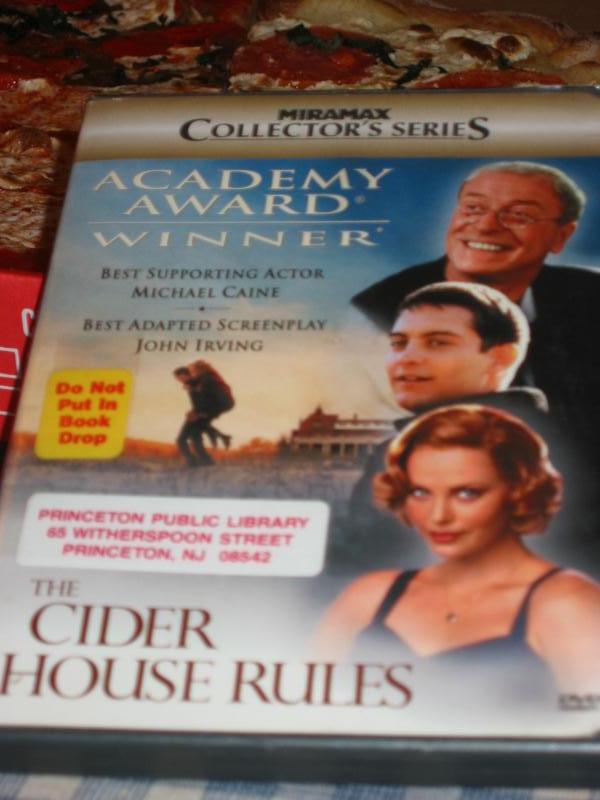 MIRAMAX
COLLECTOR'S SERIES
ACADEMY
AWARD®
WINNER®
BEST SUPPORTING ACTOR
MICHAEL CAINE
BEST ADAPTED SCREENPLAY
JOHN IRVING
Do Not
Put In
Book
Drop
PRINCETON PUBLIC LIBRARY
65 WITHERSPOON STREET
PRINCETON, NJ 08542
THE
CIDER
HOUSE RULES